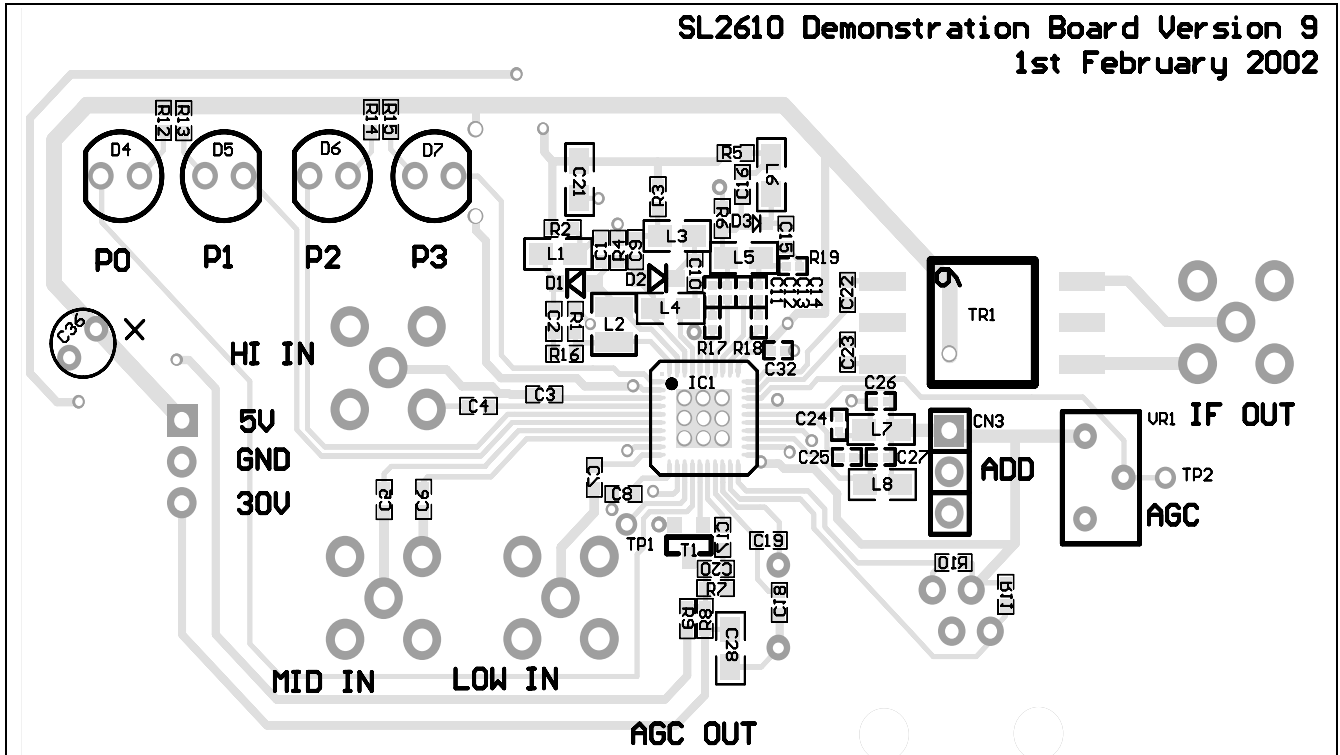 SL2610 Demonstration Board Version 9
1st February 2002
R12
R13
R14
R15
D4
D5
D6
D7
P0
P1
P2
P3
C21
R3
R5
C16
L6
R6
D3
C15
R19
R2
L1
C1
R4
C9
L3
C10
L5
D1
D2
C11
C12
C13
C14
C22
TR1
C2
R1
L2
L4
R16
R17
R18
C32
C23
C36
HI IN
IC1
C3
C4
C26
C24
L7
C25
C27
L8
CN3
ADD
VR1
IF OUT
TP2
AGC
5V
GND
30V
C5
C6
C7
C8
TP1
T1
C17
C19
C20
R7
R9
R8
C18
C28
R10
R11
MID IN
LOW IN
AGC OUT